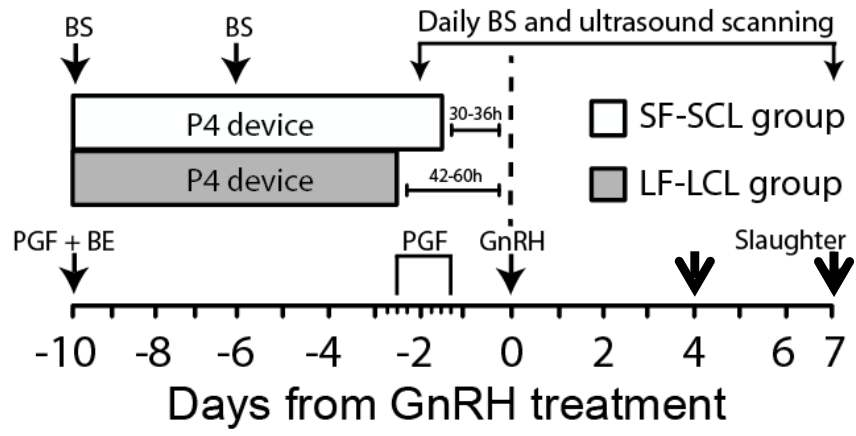 BS
BS
Daily BS and ultrasound scanning
P4 device
30-36h
SF-SCL group
P4 device
42-60h
LF-LCL group
PGF + BE
PGF
GnRH
Slaughter
-10 -8 -6 -4 -2 0 2 4 6 7
Days from GnRH treatment